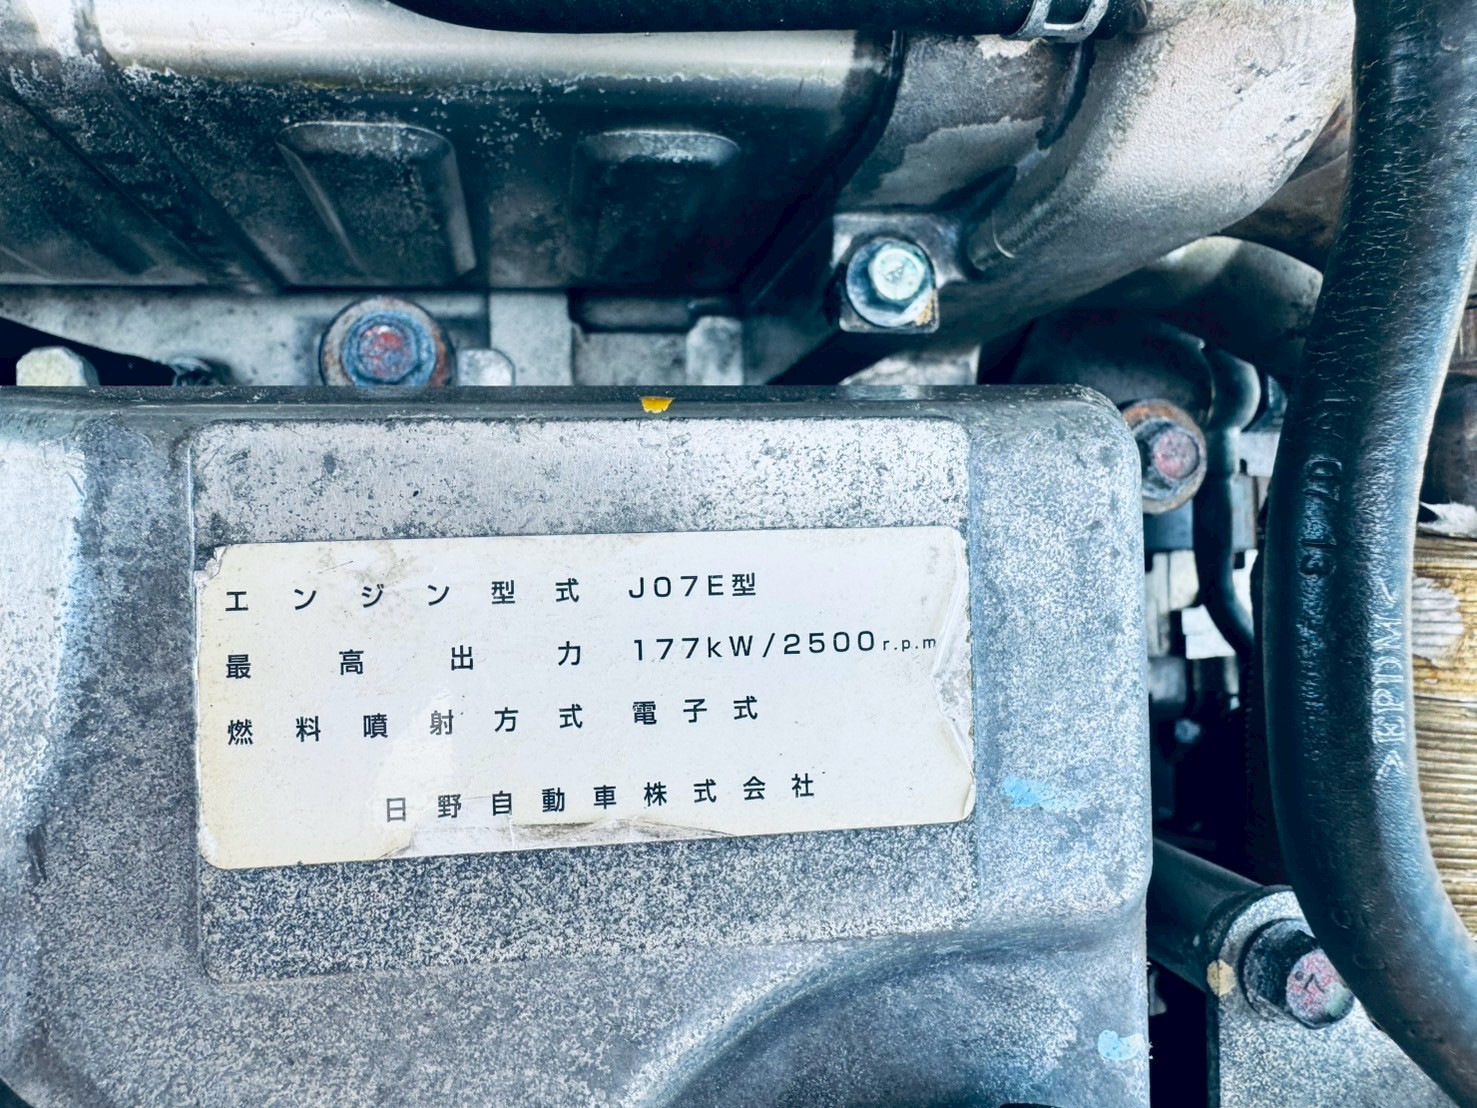 エンジン型式 J07E型
最高出力 177kW/2500r.p.m
燃料噴射方式 電子式
日野自動車株式会社